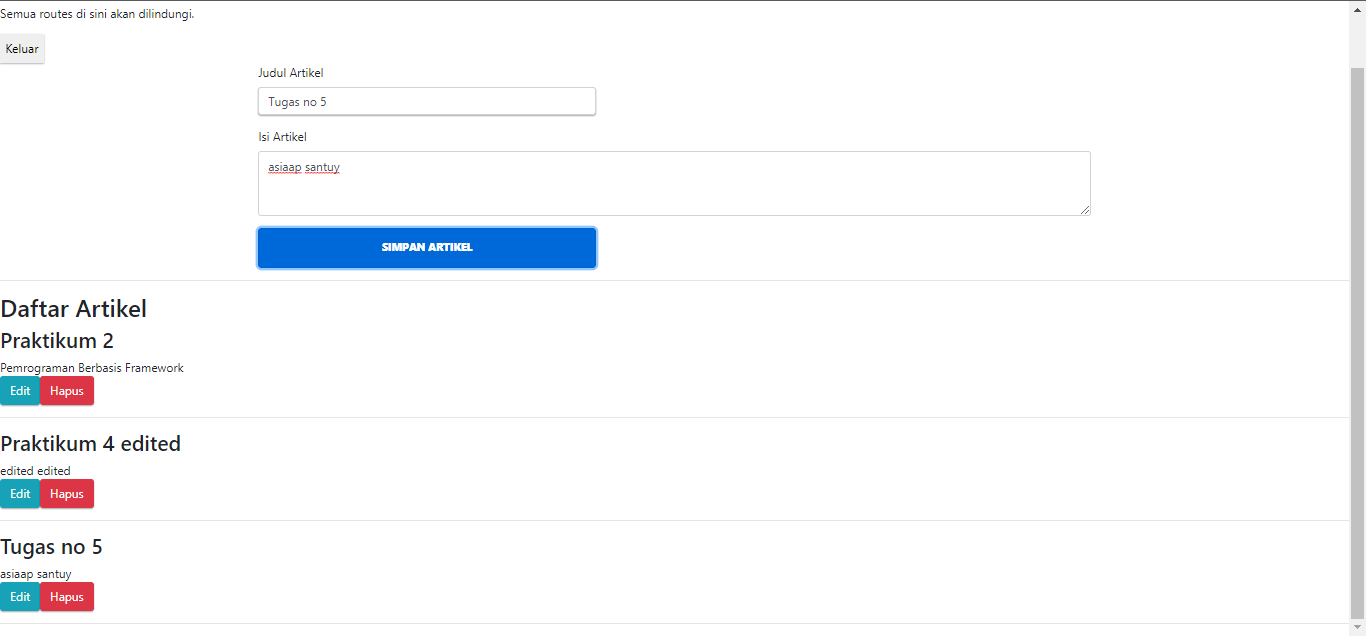 Semua routes di sini akan dilindungi.
Keluar
Judul Artikel
Tugas no 5
Isi Artikel
asiaap santuy
SIMPAN ARTIKEL
Daftar Artikel
Praktikum 2
Pemrograman Berbasis Framework
Edit Hapus
Praktikum 4 edited
edited edited
Edit Hapus
Tugas no 5
asiaap santuy
Edit Hapus